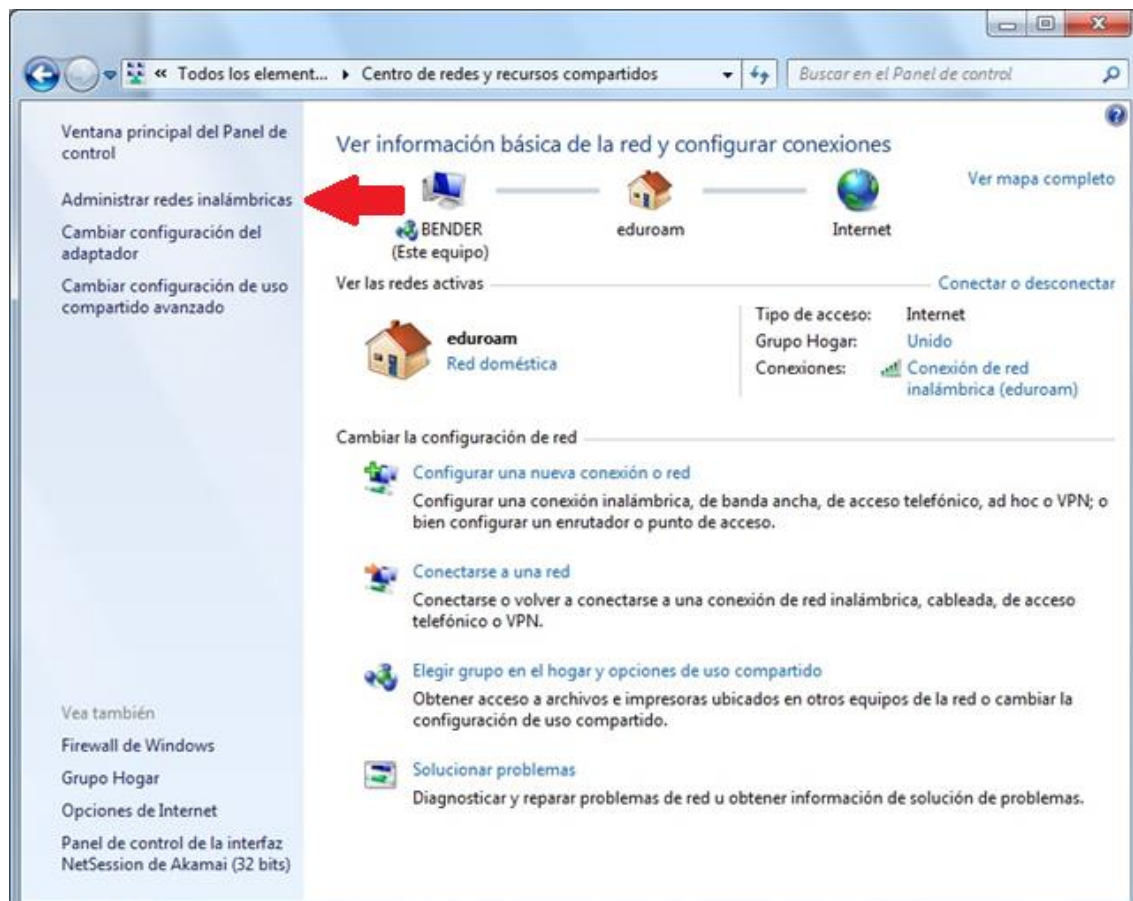 « Todos los element... ▸ Centro de redes y recursos compartidos
Buscar en el Panel de control
Ventana principal del Panel de
control
Administrar redes inalámbricas
Cambiar configuración del
adaptador
Cambiar configuración de uso
compartido avanzado
Vea también
Firewall de Windows
Grupo Hogar
Opciones de Internet
Panel de control de la interfaz
NetSession de Akamai (32 bits)
Ver información básica de la red y configurar conexiones
BENDER
(Este equipo)
eduroam
Internet
Ver mapa completo
Ver las redes activas
Conectar o desconectar
eduroam
Red doméstica
Tipo de acceso: Internet
Grupo Hogar: Unido
Conexiones: Conexión de red
inalámbrica (eduroam)
Cambiar la configuración de red
Configurar una nueva conexión o red
Configurar una conexión inalámbrica, de banda ancha, de acceso telefónico, ad hoc o VPN; o
bien configurar un enrutador o punto de acceso.
Conectarse a una red
Conectarse o volver a conectarse a una conexión de red inalámbrica, cableada, de acceso
telefónico o VPN.
Elegir grupo en el hogar y opciones de uso compartido
Obtener acceso a archivos e impresoras ubicados en otros equipos de la red o cambiar la
configuración de uso compartido.
Solucionar problemas
Diagnosticar y reparar problemas de red u obtener información de solución de problemas.